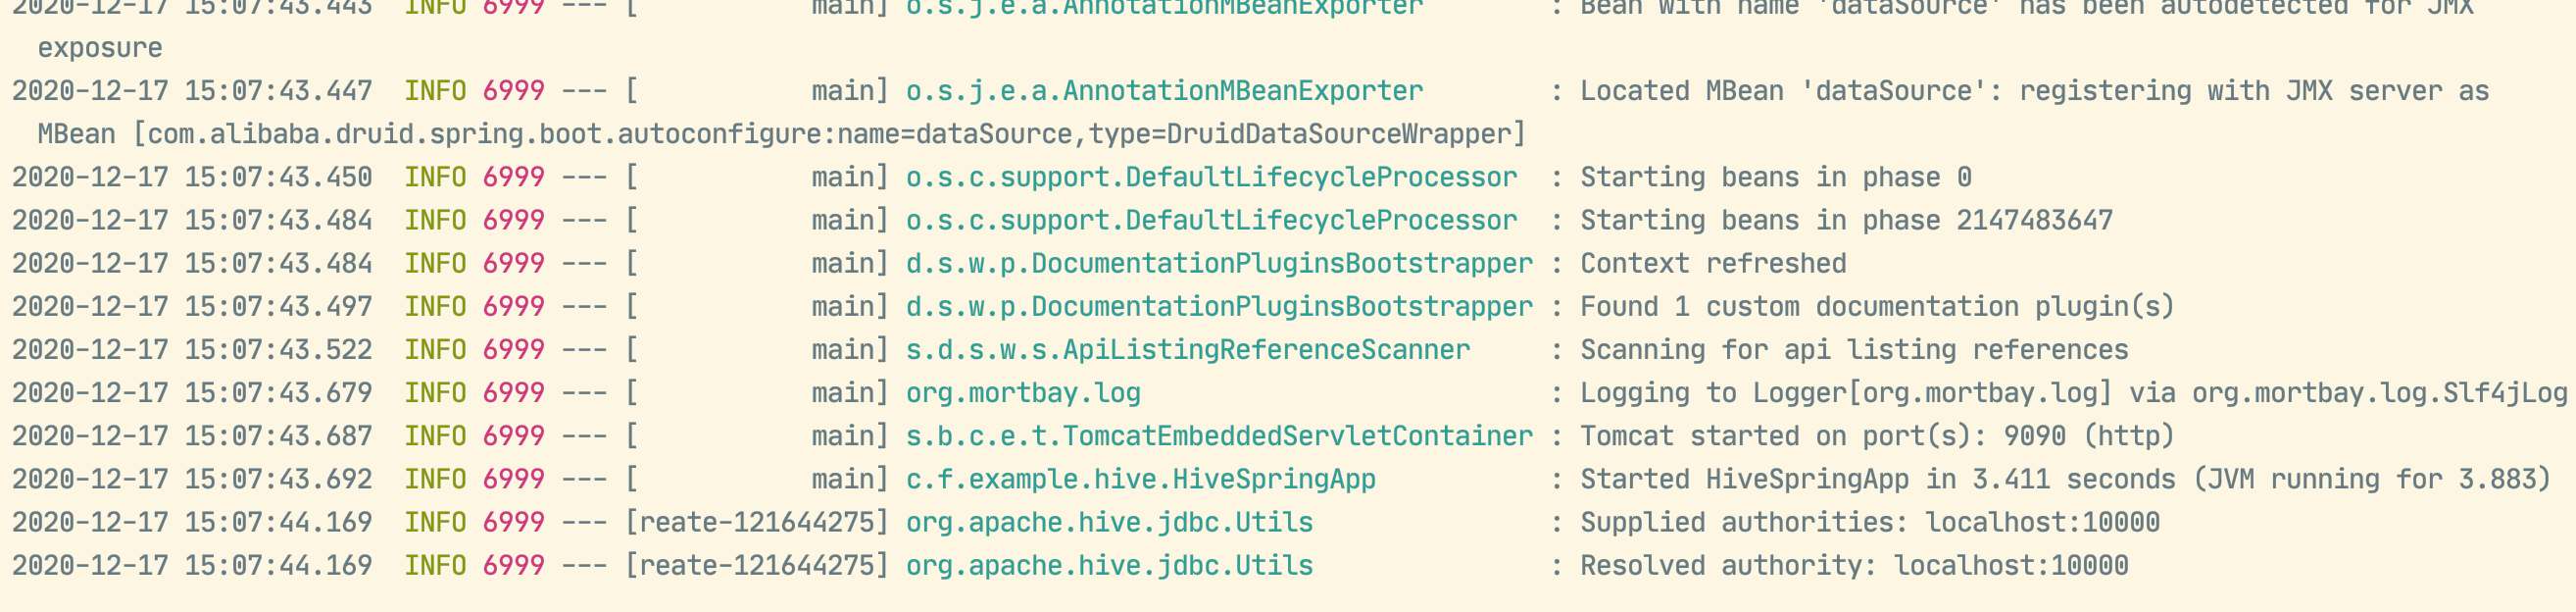 2020-12-17 15:07:43.443  INFO 6999 --- [           main] o.s.j.e.a.AnnotationMBeanExporter        : Bean with name 'dataSource' has been autodetected for JMX
exposure
2020-12-17 15:07:43.447  INFO 6999 --- [           main] o.s.j.e.a.AnnotationMBeanExporter        : Located MBean 'dataSource': registering with JMX server as
MBean [com.alibaba.druid.spring.boot.autoconfigure:name=dataSource,type=DruidDataSourceWrapper]
2020-12-17 15:07:43.450  INFO 6999 --- [           main] o.s.c.support.DefaultLifecycleProcessor  : Starting beans in phase 0
2020-12-17 15:07:43.484  INFO 6999 --- [           main] o.s.c.support.DefaultLifecycleProcessor  : Starting beans in phase 2147483647
2020-12-17 15:07:43.484  INFO 6999 --- [           main] d.s.w.p.DocumentationPluginsBootstrapper : Context refreshed
2020-12-17 15:07:43.497  INFO 6999 --- [           main] d.s.w.p.DocumentationPluginsBootstrapper : Found 1 custom documentation plugin(s)
2020-12-17 15:07:43.522  INFO 6999 --- [           main] s.d.s.w.s.ApiListingReferenceScanner     : Scanning for api listing references
2020-12-17 15:07:43.679  INFO 6999 --- [           main] org.mortbay.log                          : Logging to Logger[org.mortbay.log] via org.mortbay.log.Slf4jLog
2020-12-17 15:07:43.687  INFO 6999 --- [           main] s.b.c.e.t.TomcatEmbeddedServletContainer : Tomcat started on port(s): 9090 (http)
2020-12-17 15:07:43.692  INFO 6999 --- [           main] c.f.example.hive.HiveSpringApp           : Started HiveSpringApp in 3.411 seconds (JVM running for 3.883)
2020-12-17 15:07:44.169  INFO 6999 --- [reate-121644275] org.apache.hive.jdbc.Utils               : Supplied authorities: localhost:10000
2020-12-17 15:07:44.169  INFO 6999 --- [reate-121644275] org.apache.hive.jdbc.Utils               : Resolved authority: localhost:10000